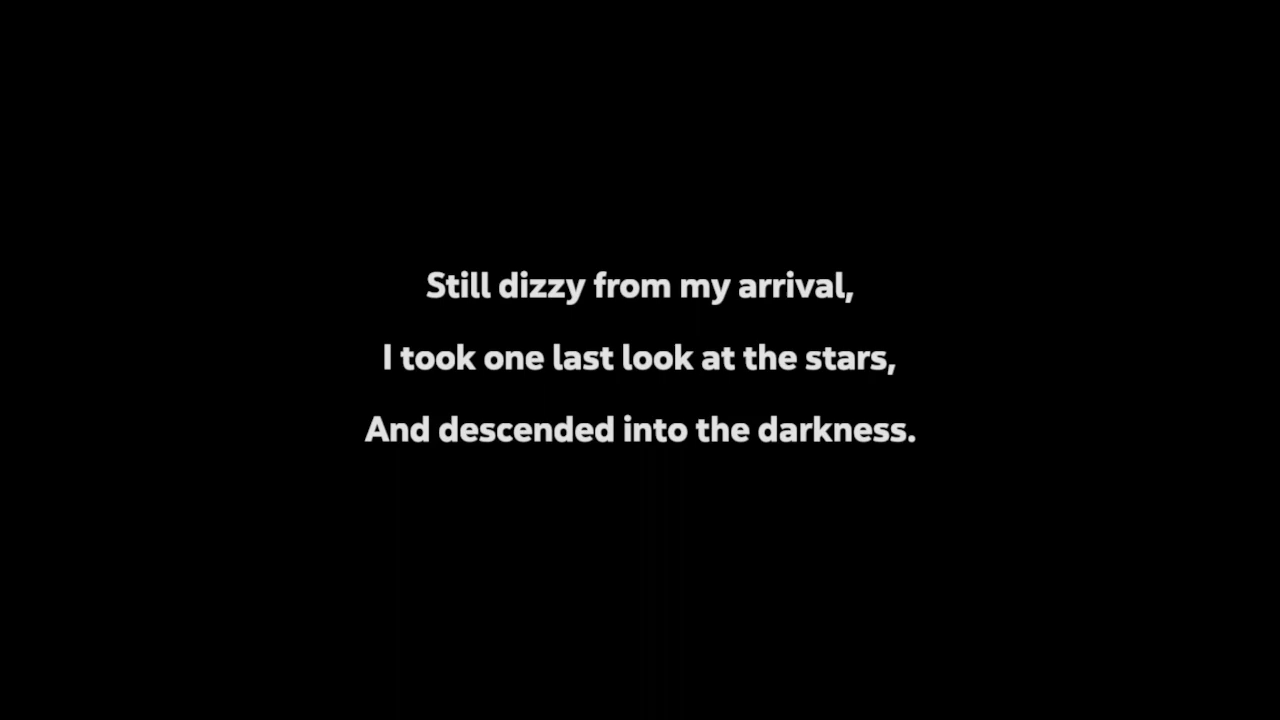 Still dizzy from my arrival,
I took one last look at the stars,
And descended into the darkness.